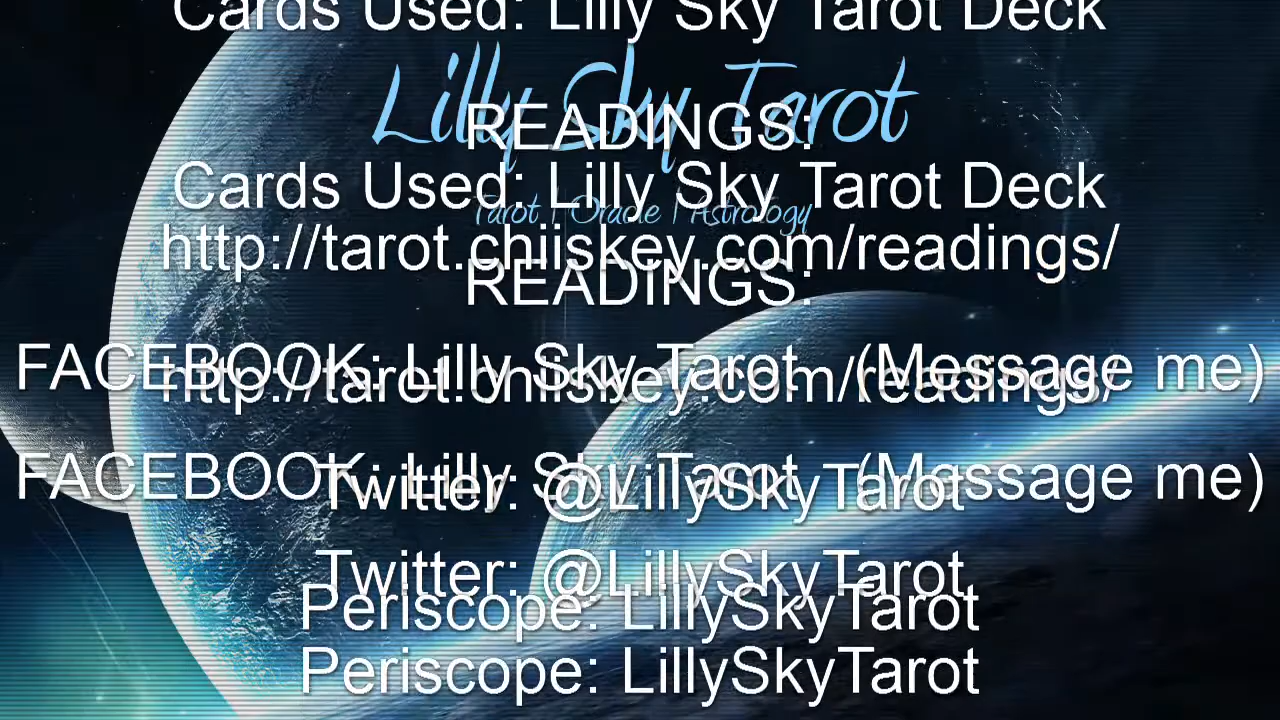 Cards Used: Lilly Sky Tarot Deck
Lilly Sky Tarot
READINGS:
Cards Used: Lilly Sky Tarot Deck
Tarot | Oracle | Astrology
http://tarot.chiiskey.com/readings/
READINGS:
FACEBOOK: Lilly Sky Tarot (Message me)
http://tarot.chiiskey.com/readings/
FACEBOOK: Lilly Sky Tarot (Message me)
Twitter: @LillySkyTarot
Twitter: @LillySkyTarot
Periscope: LillySkyTarot
Periscope: LillySkyTarot